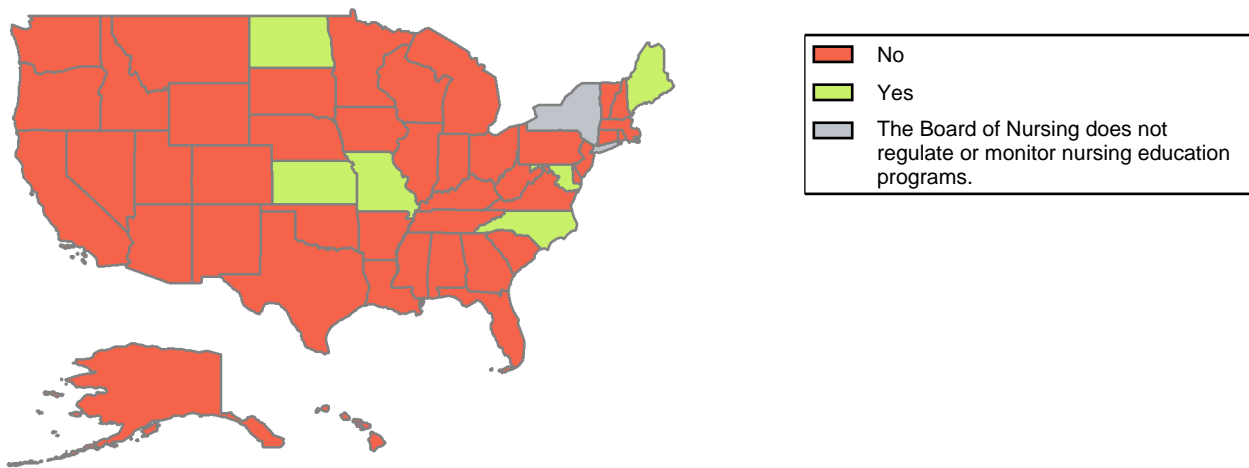 No
Yes
The Board of Nursing does not
regulate or monitor nursing education
programs.